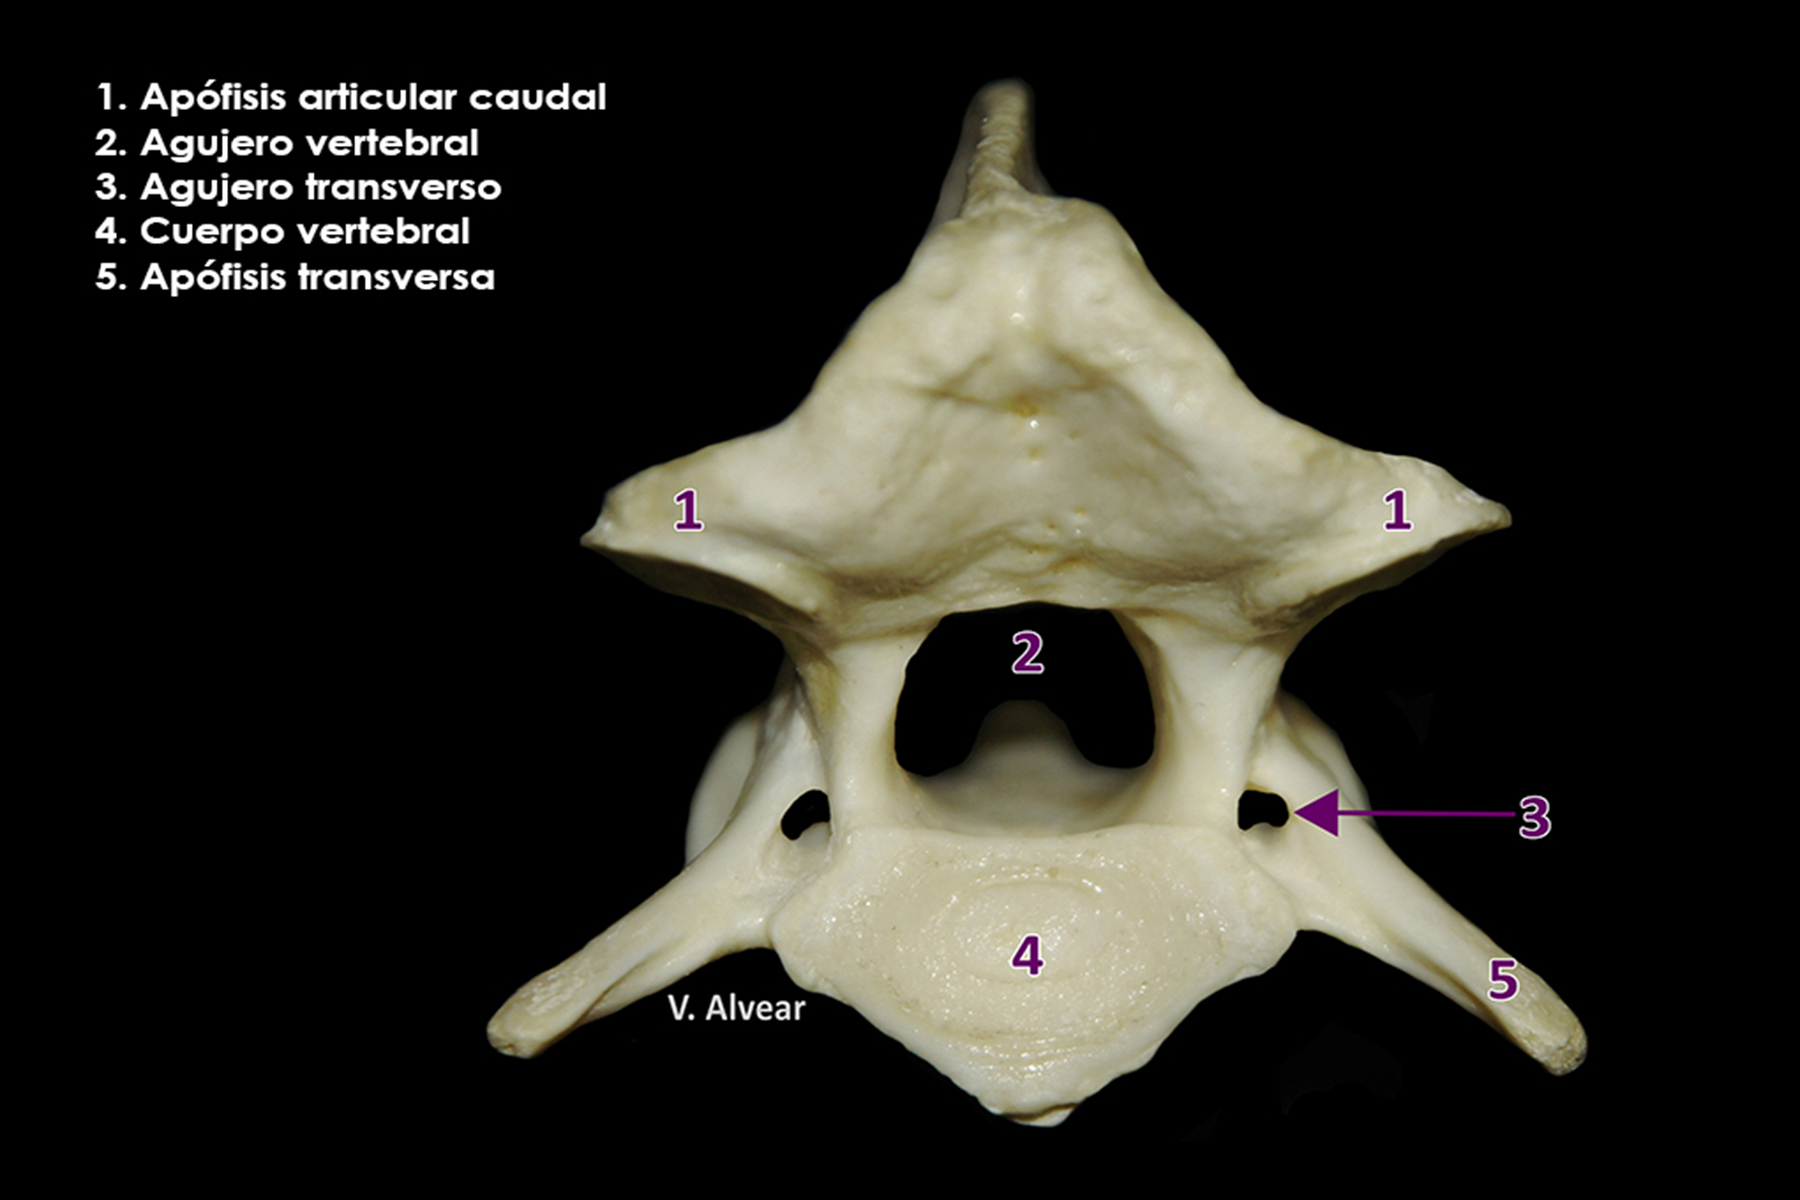 1. Apófisis articular caudal
2. Agujero vertebral
3. Agujero transverso
4. Cuerpo vertebral
5. Apófisis transversa
1
1
2
3
4
5
V. Alvear